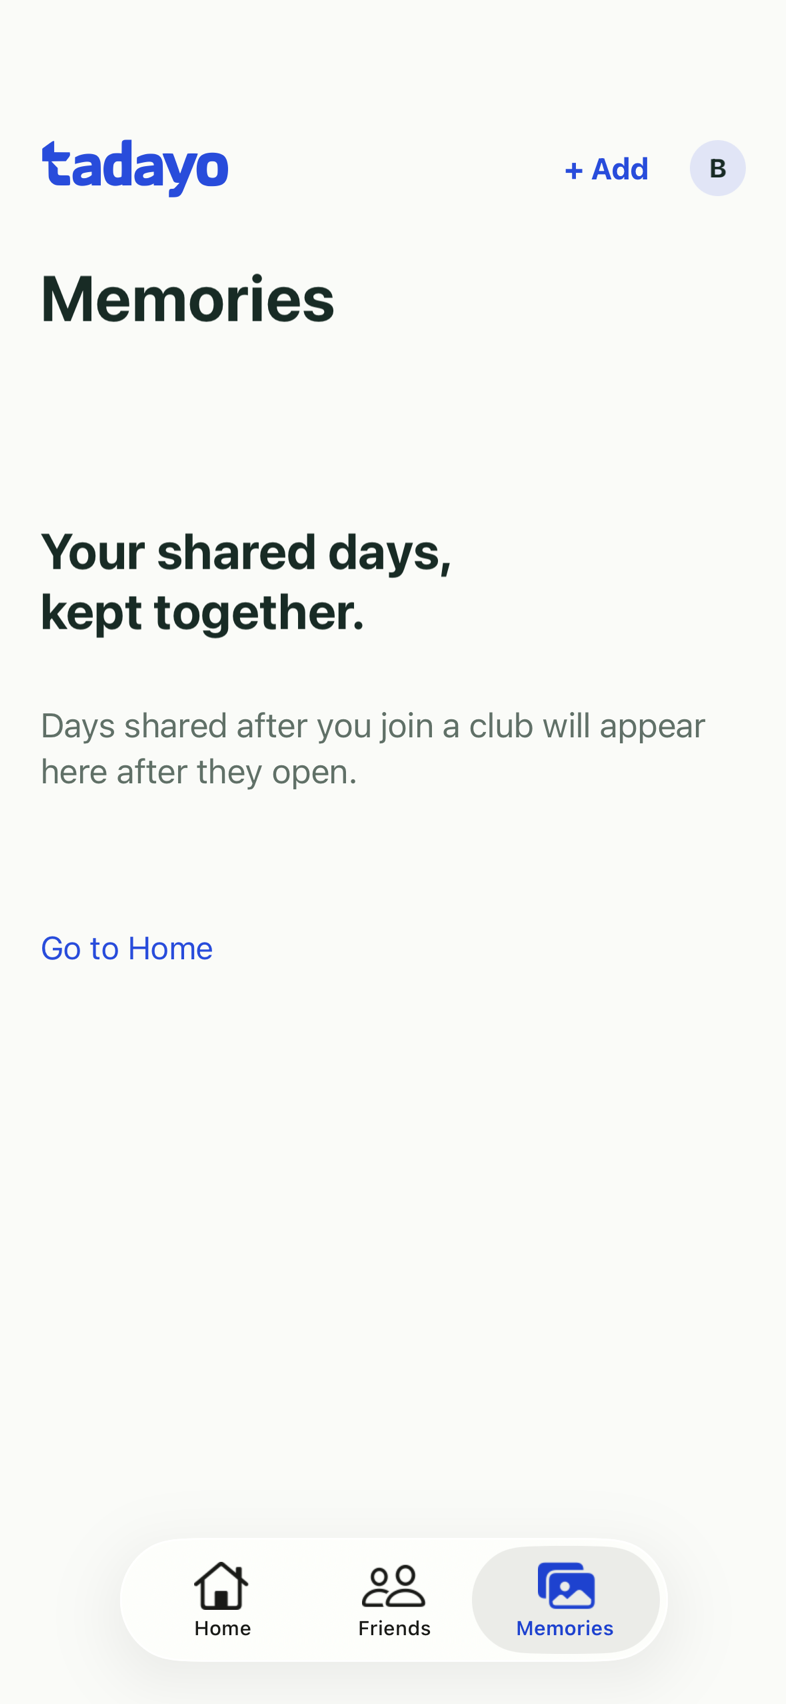 tadayo
+ Add
B
Memories
Your shared days,
kept together.
Days shared after you join a club will appear
here after they open.
Go to Home
Home
Friends
Memories